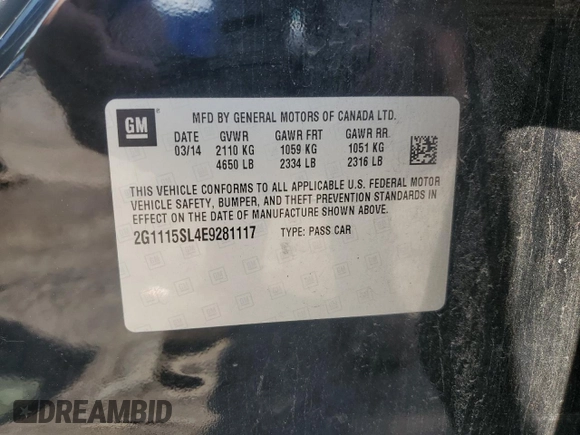 GM
MFD BY GENERAL MOTORS OF CANADA LTD.
DATE GVWR GAWR FRT GAWR RR.
03/14 2110 KG 1059 KG 1051 KG
4650 LB 2334 LB 2316 LB
THIS VEHICLE CONFORMS TO ALL APPLICABLE U.S. FEDERAL MOTOR
VEHICLE SAFETY, BUMPER, AND THEFT PREVENTION STANDARDS IN
EFFECT ON THE DATE OF MANUFACTURE SHOWN ABOVE.
2G1115SL4E9281117 TYPE: PASS CAR
DREAMBID